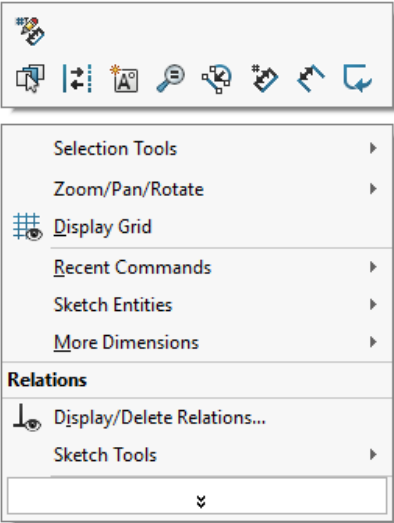 Selection Tools
Zoom/Pan/Rotate
Display Grid
Recent Commands
Sketch Entities
More Dimensions
Relations
Display/Delete Relations...
Sketch Tools